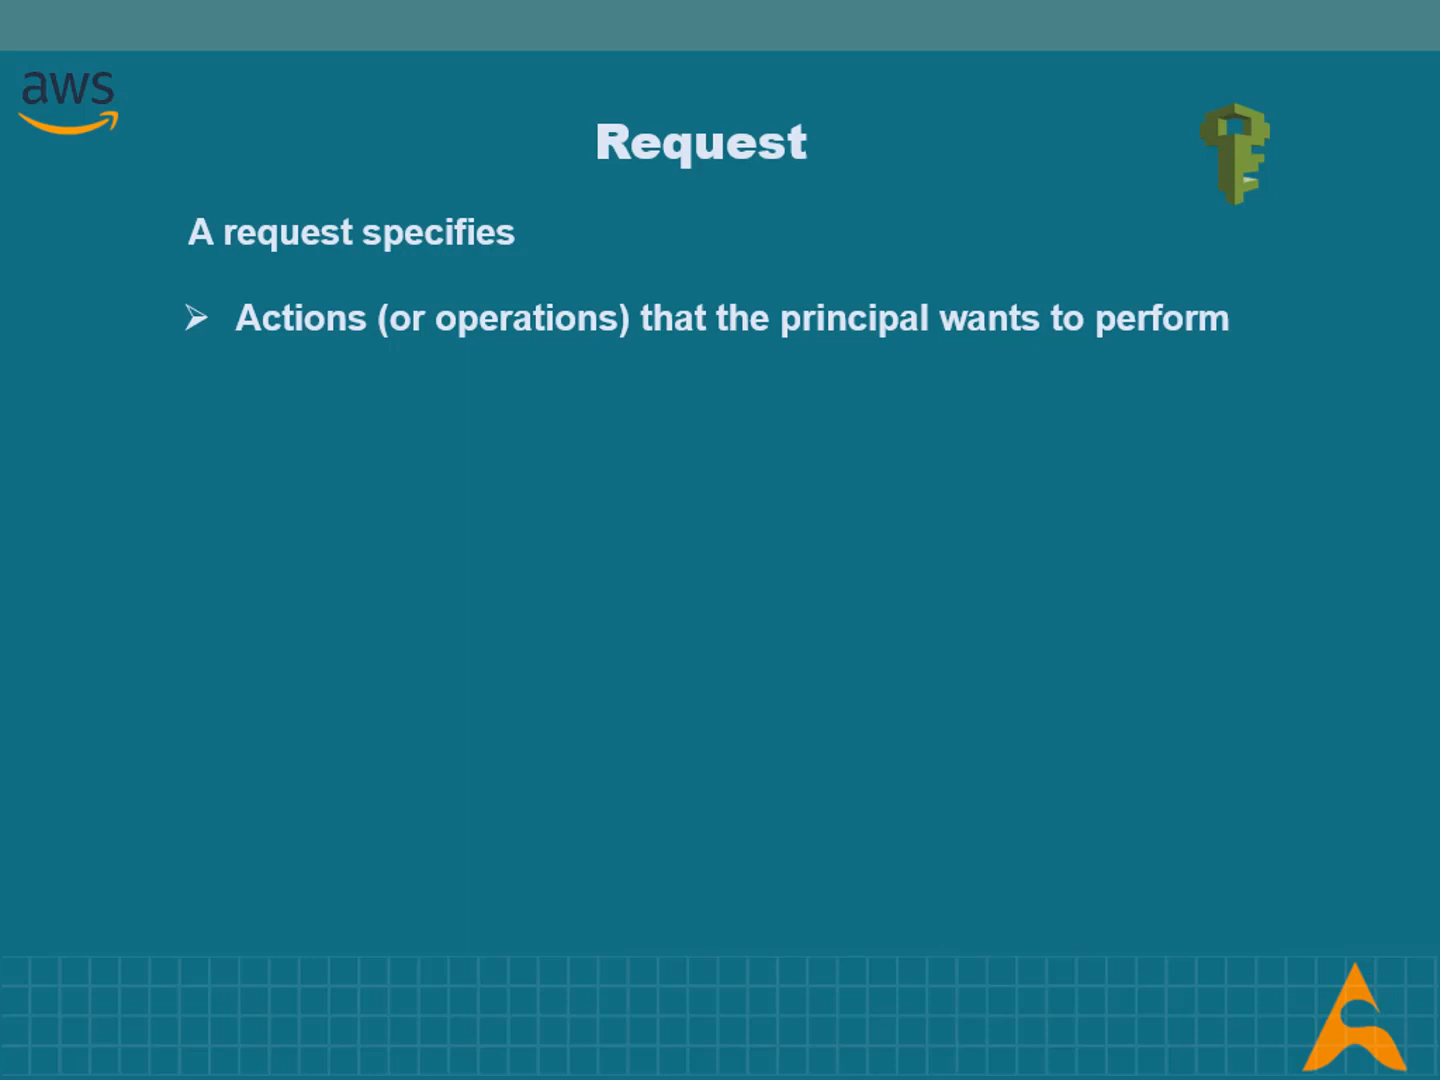 aws
Request
A request specifies
➢ Actions (or operations) that the principal wants to perform